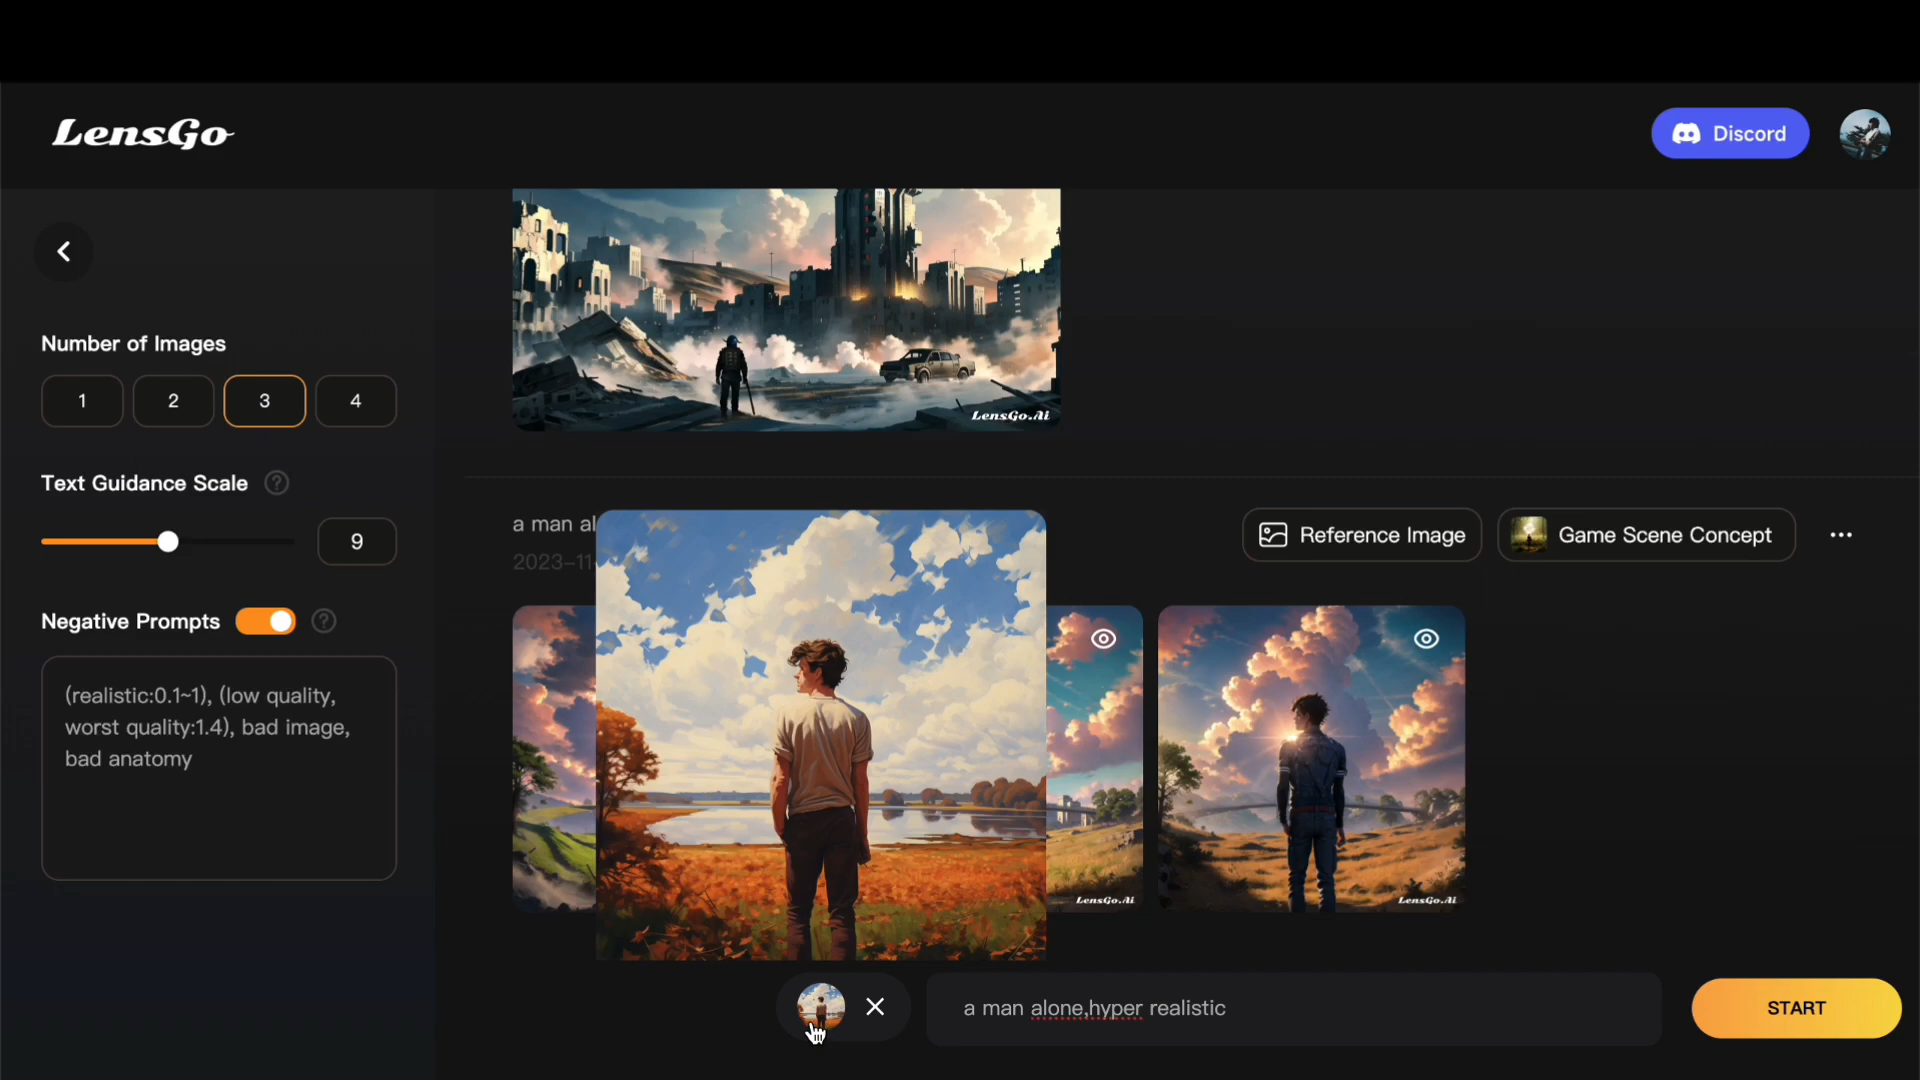 LensGo
Discord
Number of Images
1 2 3 4
Text Guidance Scale ?
9
Negative Prompts ?
(realistic:0.1~1), (low quality,
worst quality:1.4), bad image,
bad anatomy
LensGo.Ai
a man al
2023-11
Reference Image
Game Scene Concept
LensGo.Ai
LensGo.Ai
a man alone,hyper realistic
START